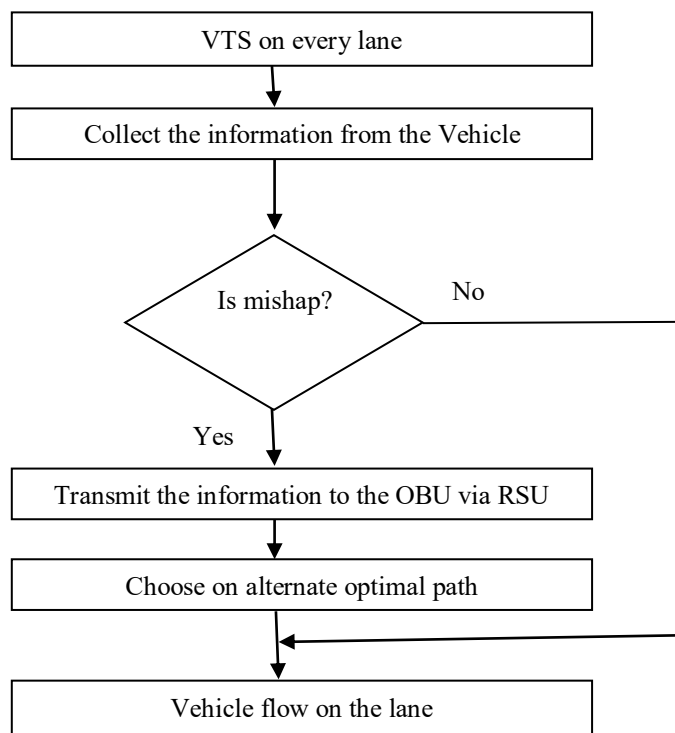 VTS on every lane
Collect the information from the Vehicle
Is mishap?
No
Yes
Transmit the information to the OBU via RSU
Choose on alternate optimal path
Vehicle flow on the lane